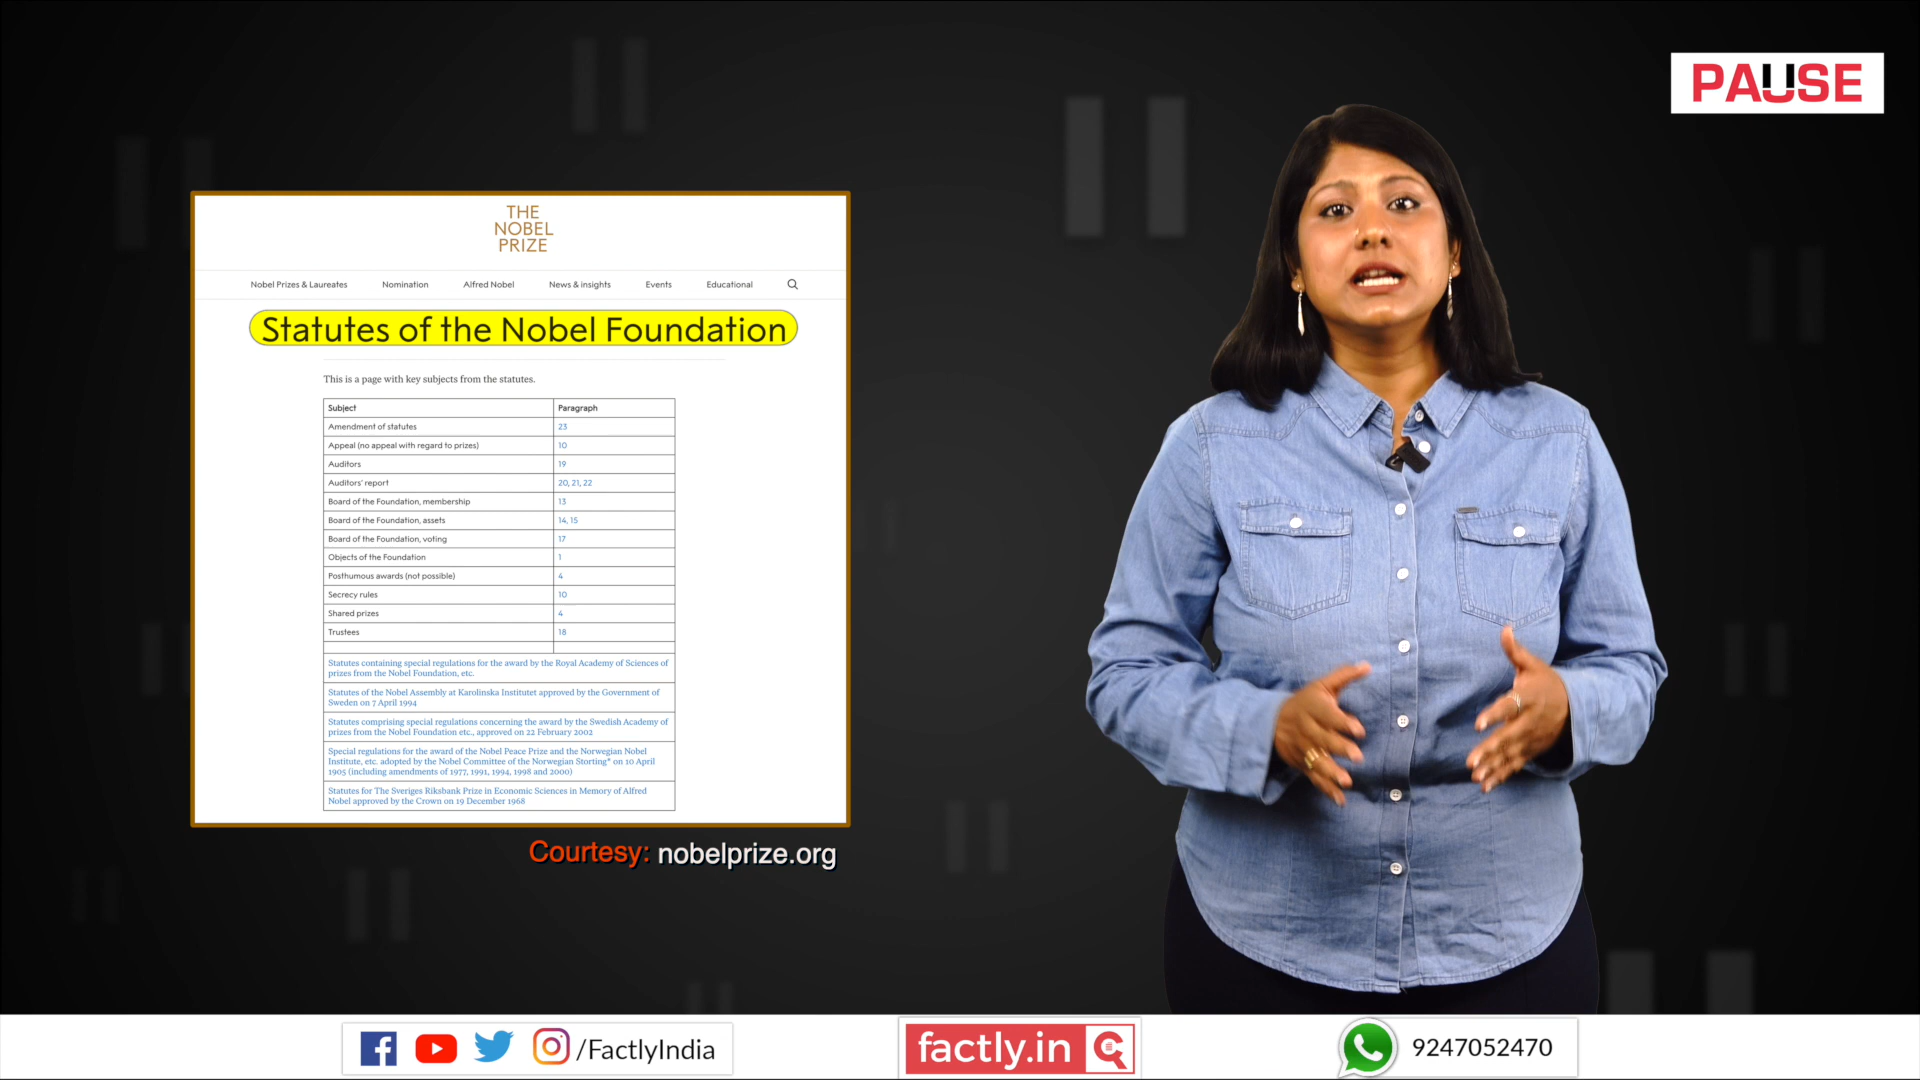 PAUSE
THE
NOBEL
PRIZE
Nobel Prizes & Laureates Nomination Alfred Nobel News & insights Events Educational
Statutes of the Nobel Foundation
This is a page with key subjects from the statutes.
Subject Paragraph
Amendment of statutes 23
Appeal (no appeal with regard to prizes) 10
Auditors 19
Auditors' report 20, 21, 22
Board of the Foundation, membership 13
Board of the Foundation, assets 14, 15
Board of the Foundation, voting 17
Objects of the Foundation 1
Posthumous awards (not possible) 4
Secrecy rules 10
Shared prizes 4
Trustees 18
Statutes containing special regulations for the award by the Royal Academy of Sciences of
prizes from the Nobel Foundation, etc.
Statutes of the Nobel Assembly at Karolinska Institutet approved by the Government of
Sweden on 7 April 1994
Statutes comprising special regulations concerning the award by the Swedish Academy of
prizes from the Nobel Foundation etc., approved on 22 February 2002
Special regulations for the award of the Nobel Peace Prize and the Norwegian Nobel
Institute, etc. adopted by the Nobel Committee of the Norwegian Storting* on 10 April
1905 (including amendments of 1977, 1991, 1994, 1998 and 2000)
Statutes for The Sveriges Riksbank Prize in Economic Sciences in Memory of Alfred
Nobel approved by the Crown on 19 December 1968
Courtesy: nobelprize.org
/FactlyIndia
factly.in
9247052470